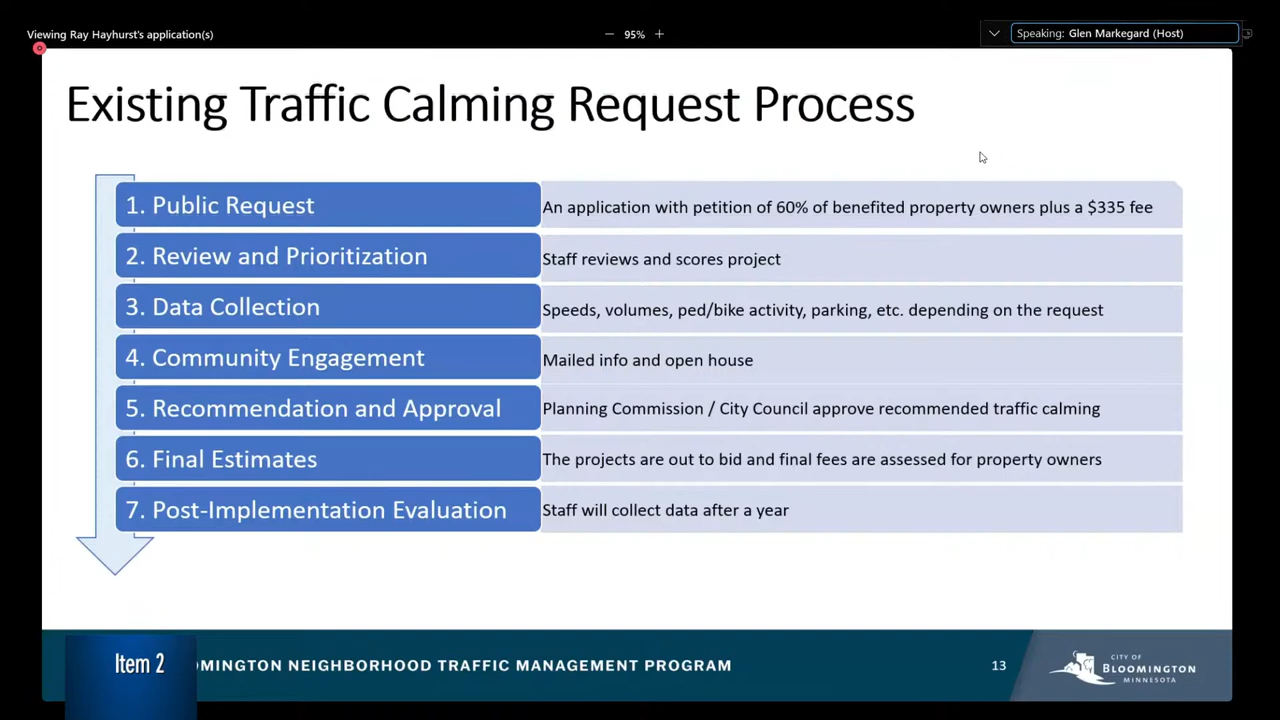 Viewing Ray Hayhurst's application(s)
95%
Speaking: Glen Markegard (Host)
Existing Traffic Calming Request Process
1. Public Request
An application with petition of 60% of benefited property owners plus a $335 fee
2. Review and Prioritization
Staff reviews and scores project
3. Data Collection
Speeds, volumes, ped/bike activity, parking, etc. depending on the request
4. Community Engagement
Mailed info and open house
5. Recommendation and Approval
Planning Commission / City Council approve recommended traffic calming
6. Final Estimates
The projects are out to bid and final fees are assessed for property owners
7. Post-Implementation Evaluation
Staff will collect data after a year
Item 2
OMINGTON NEIGHBORHOOD TRAFFIC MANAGEMENT PROGRAM
13
CITY OF
BLOOMINGTON
MINNESOTA